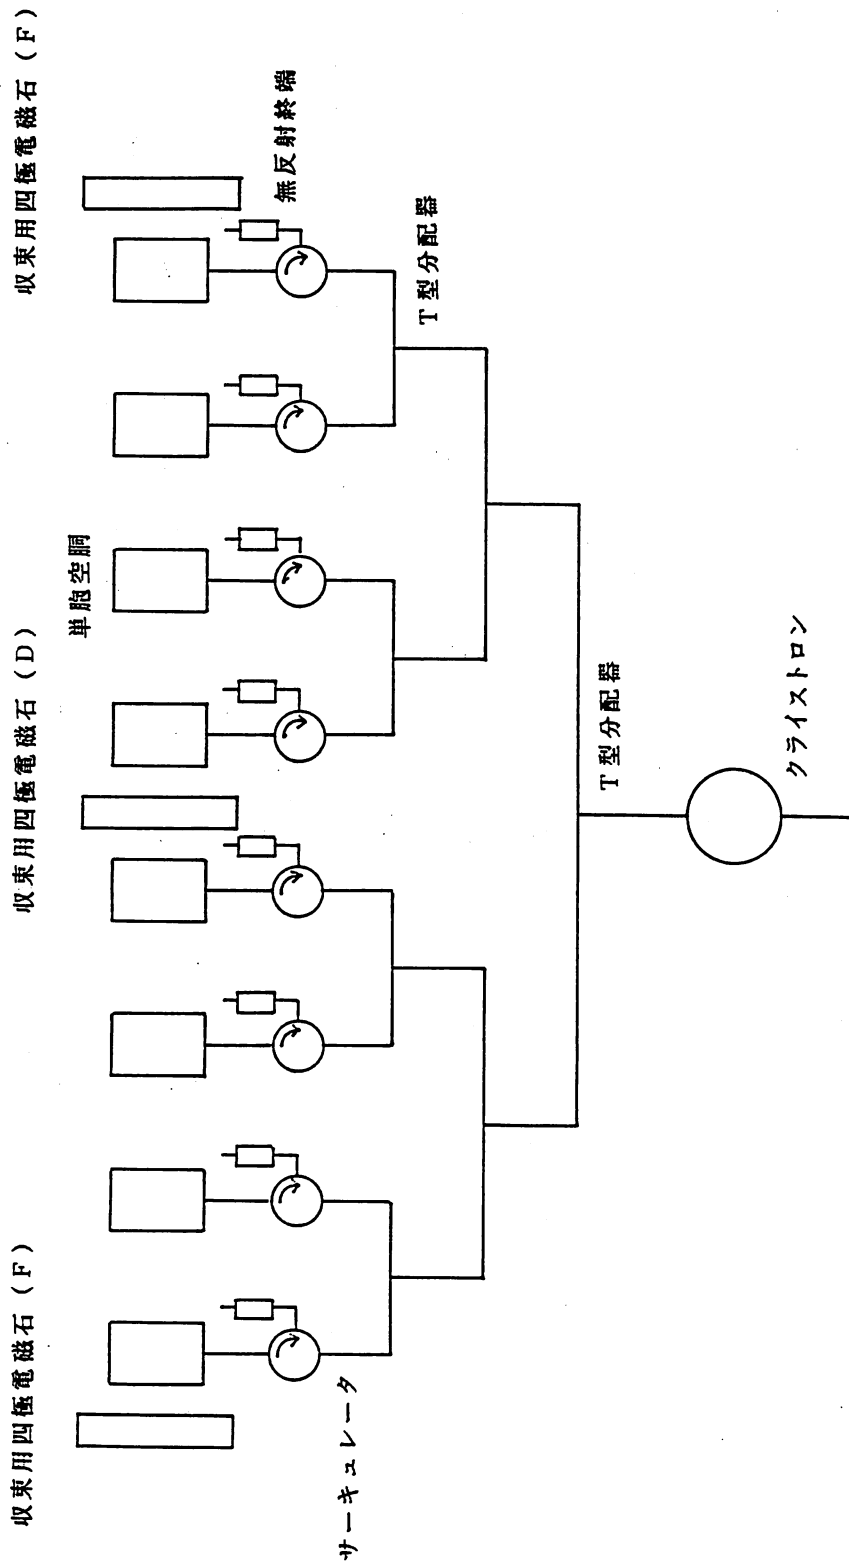 収束用四極電磁石(F)
収束用四極電磁石(D)
収束用四極電磁石(F)
単胞空胴
無反射終端
サーキュレータ
T型分配器
T型分配器
クライストロン